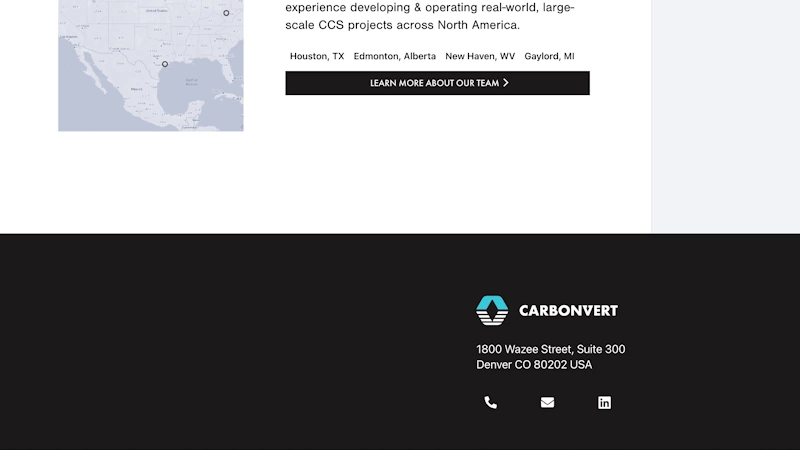 experience developing & operating real-world, large-
scale CCS projects across North America.
Houston, TX Edmonton, Alberta New Haven, WV Gaylord, MI
LEARN MORE ABOUT OUR TEAM
CARBONVERT
1800 Wazee Street, Suite 300
Denver CO 80202 USA